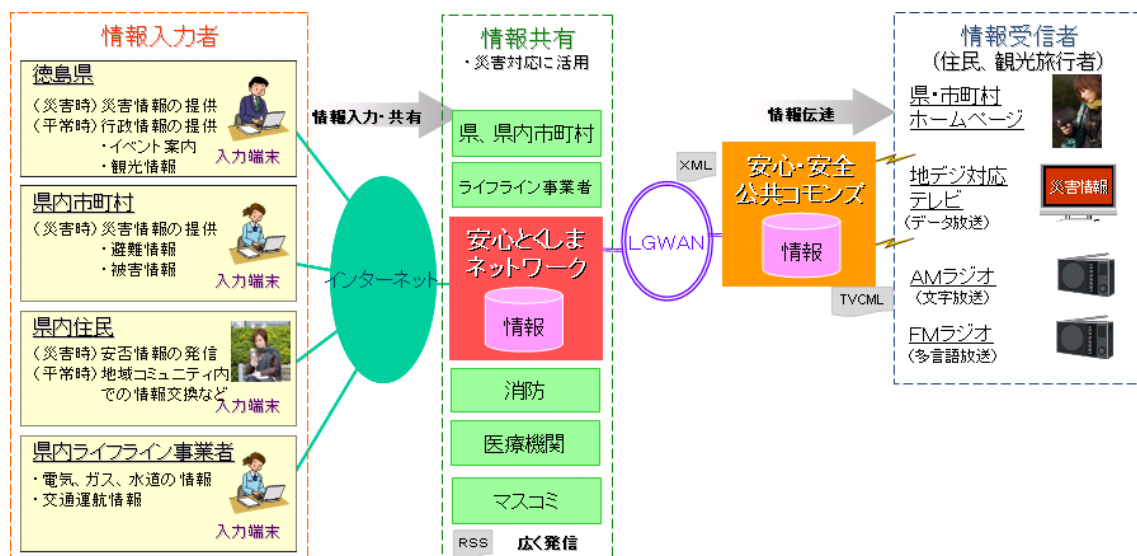 情報入力者
徳島県
(災害時)災害情報の提供
(平常時)行政情報の提供
・イベント案内
・観光情報
入力端末
県内市町村
(災害時)災害情報の提供
・避難情報
・被害情報
県内住民
(災害時)安否情報の発信
(平常時)地域コミュニティ内
での情報交換など
入力端末
県内ライフライン事業者
・電気、ガス、水道の情報
・交通運航情報
入力端末
情報入力・共有
インターネット
情報共有
・災害対応に活用
県、県内市町村
ライフライン事業者
安心とくしま
ネットワーク
情報
消防
医療機関
マスコミ
RSS 広く発信
LGWAN
XML
情報伝達
安心・安全
公共コモンズ
情報
TVCML
情報受信者
(住民、観光旅行者)
県・市町村
ホームページ
地デジ対応
テレビ
(データ放送)
災害情報
AMラジオ
(文字放送)
FMラジオ
(多言語放送)